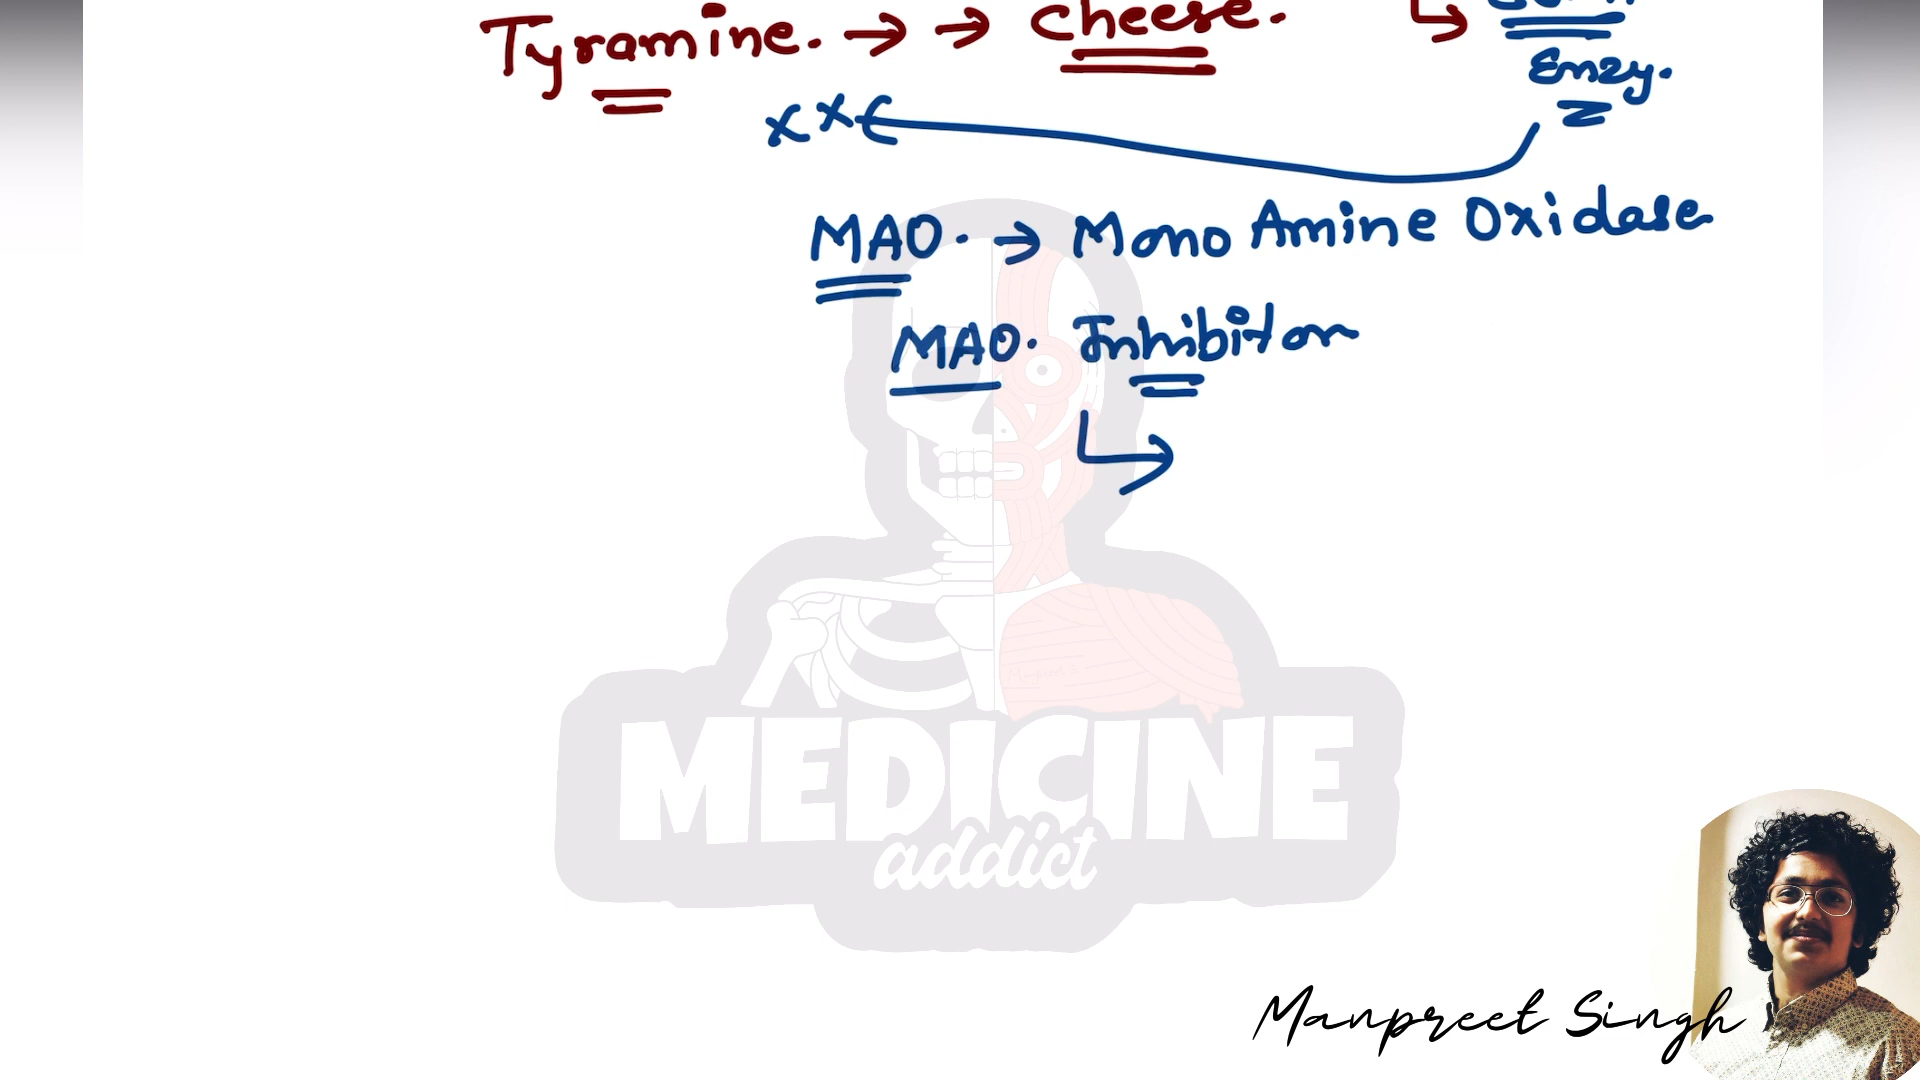 Tyramine. → → Cheese. ↳
Enzy.
x x
MAO. → Mono Amine Oxidase
MAO. Inhibitor
↳
MEDICINE
addict
Manpreet Singh